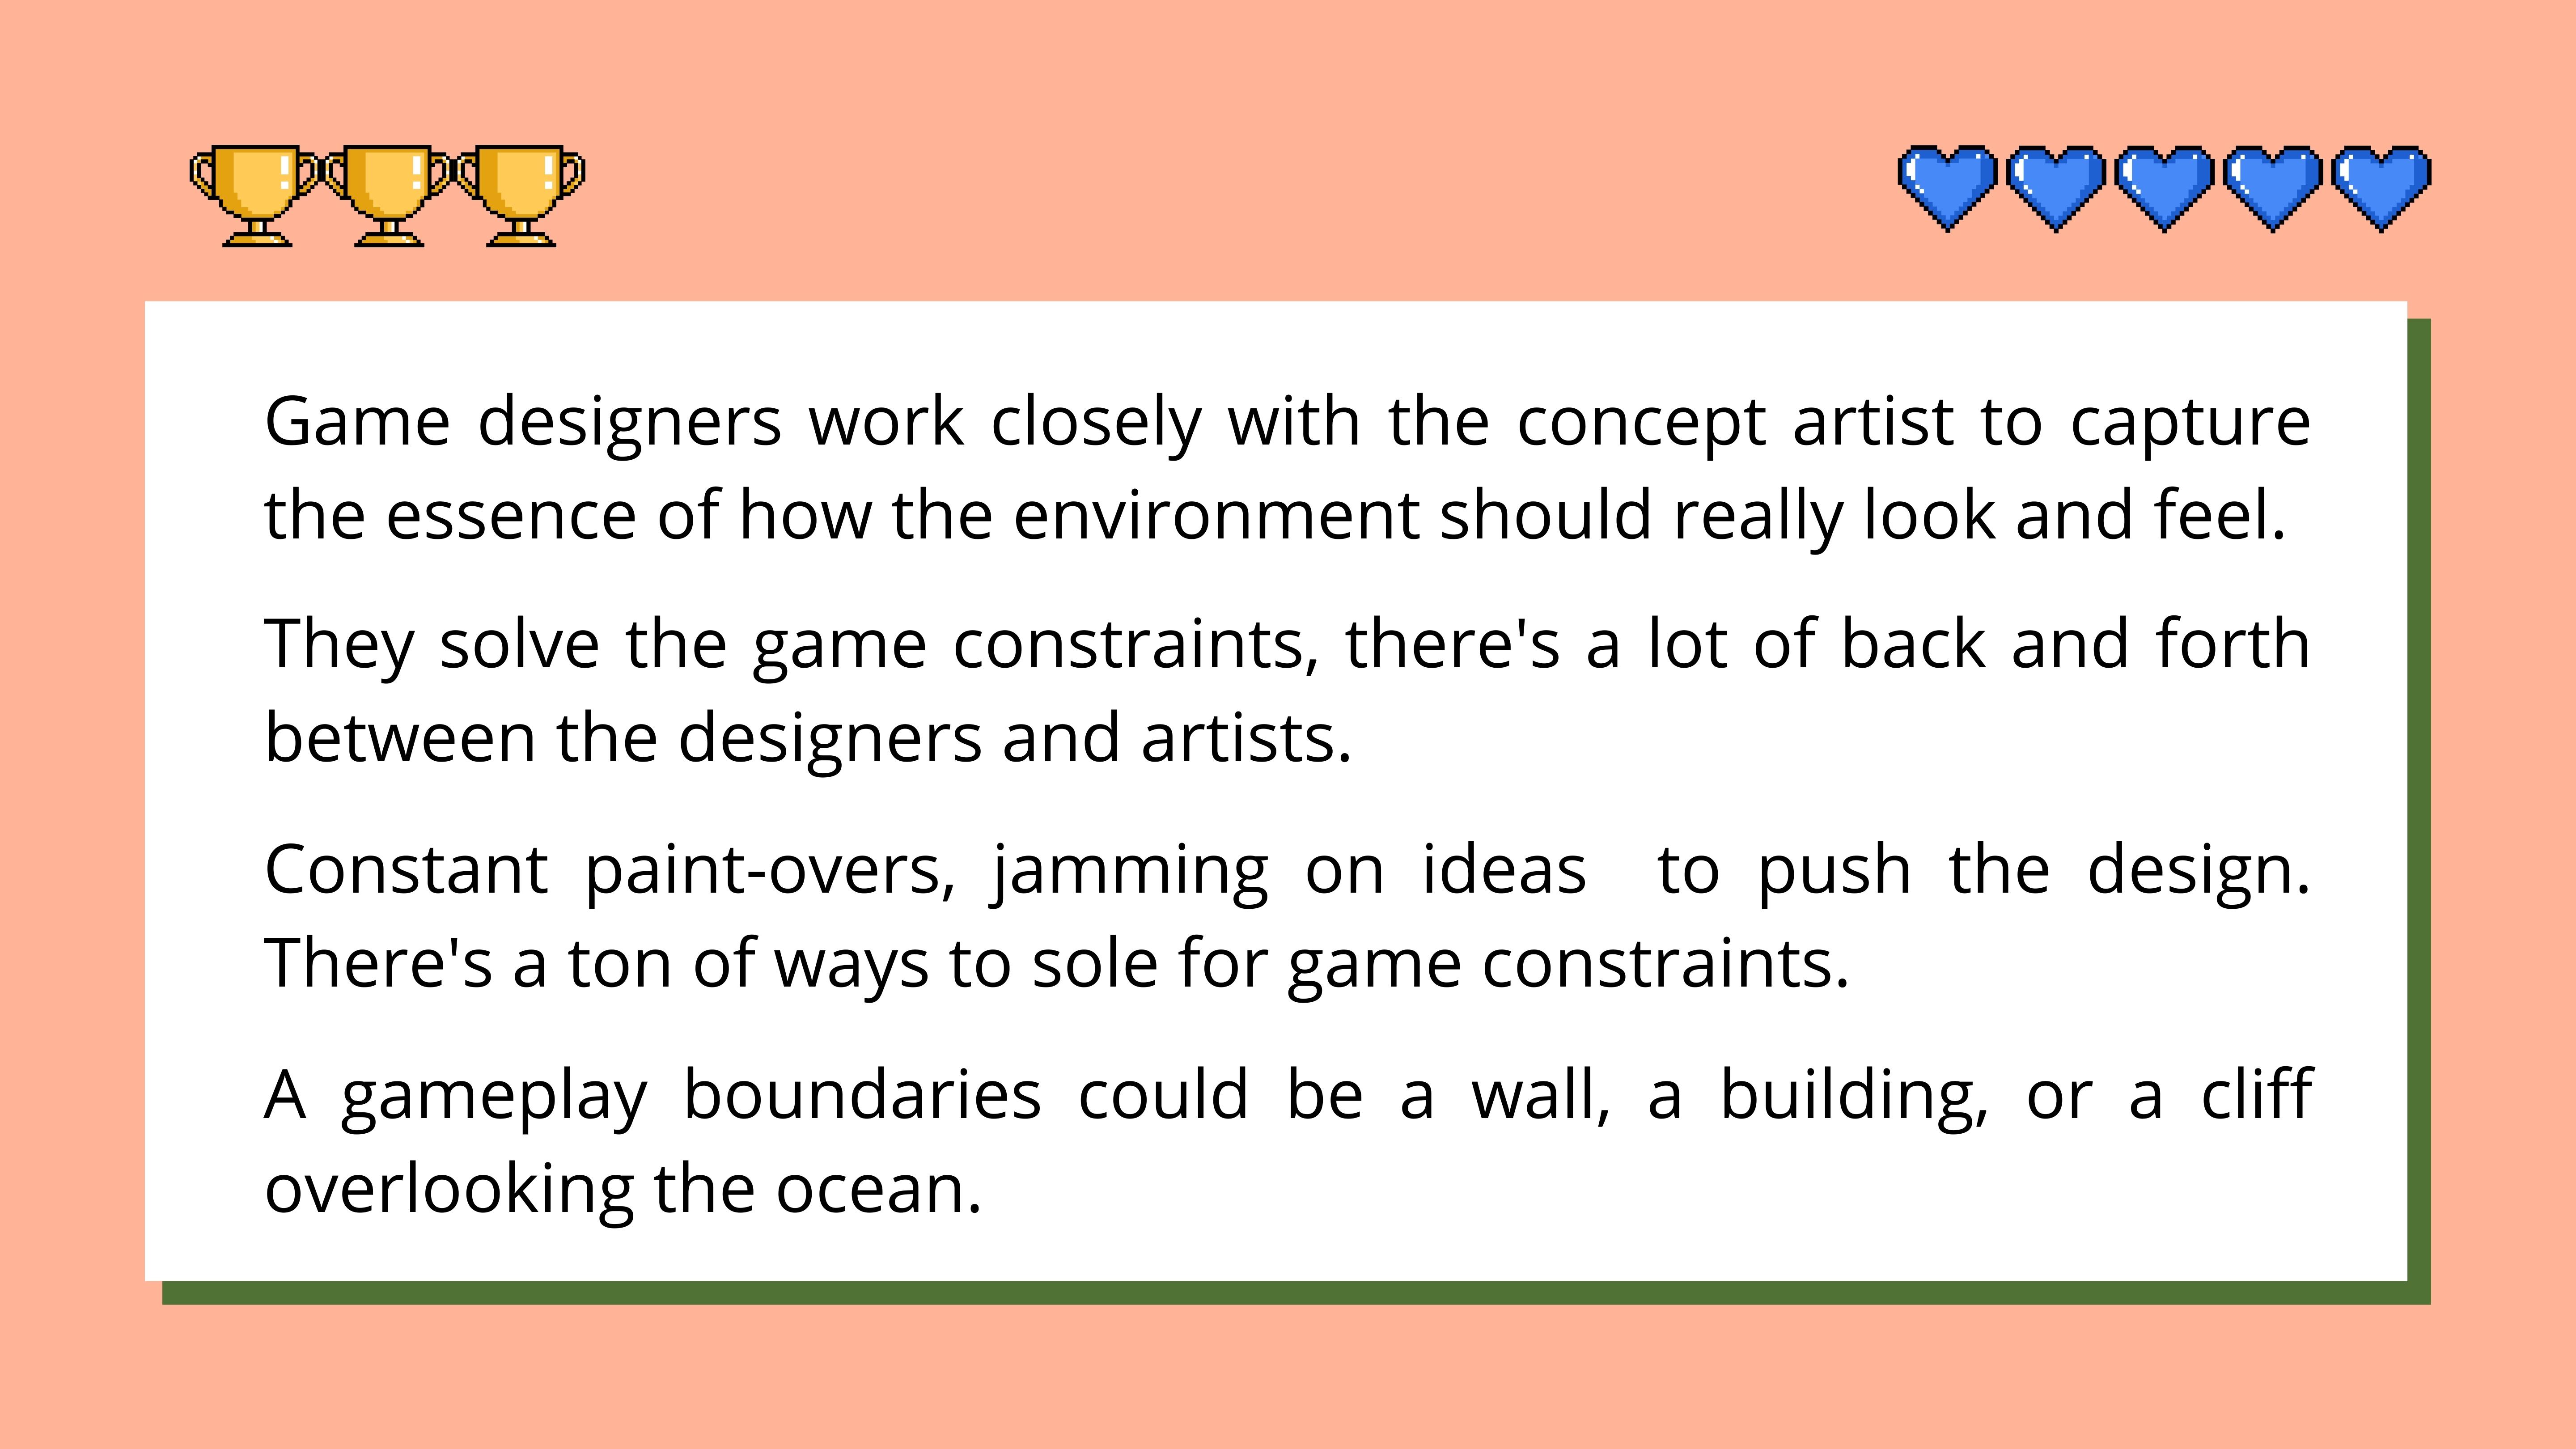 Game designers work closely with the concept artist to capture
the essence of how the environment should really look and feel.
They solve the game constraints, there's a lot of back and forth
between the designers and artists.
Constant paint-overs, jamming on ideas  to push the design.
There's a ton of ways to sole for game constraints.
A gameplay boundaries could be a wall, a building, or a cliff
overlooking the ocean.